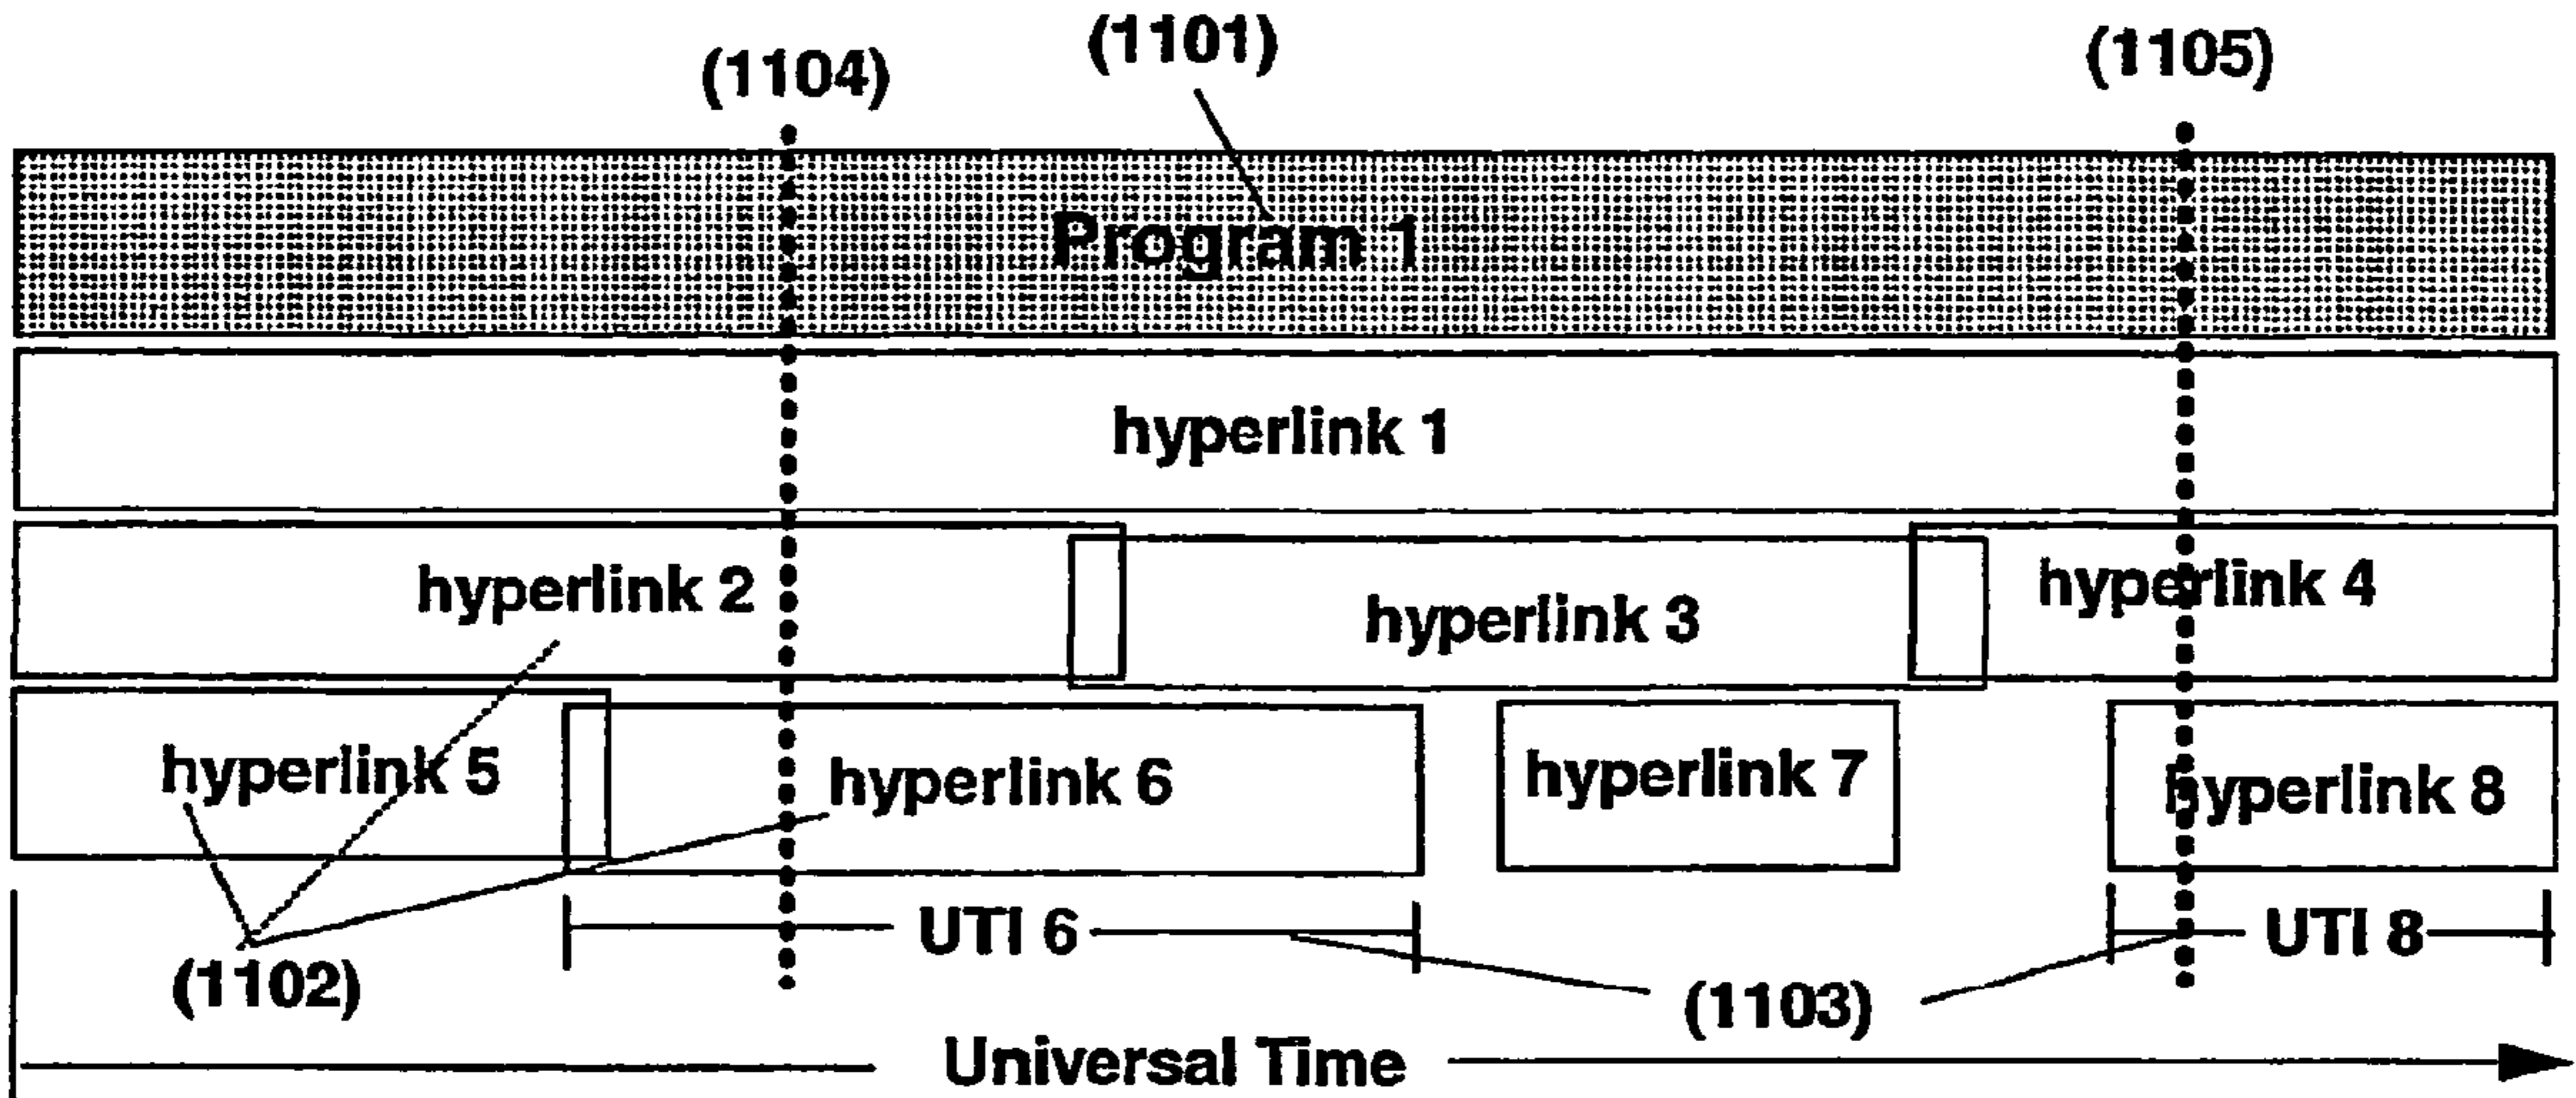 (1104)
(1101)
(1105)
Program 1
hyperlink 1
hyperlink 2
hyperlink 3
hyperlink 4
hyperlink 5
hyperlink 6
hyperlink 7
hyperlink 8
UTI 6
UTI 8
(1102)
(1103)
Universal Time